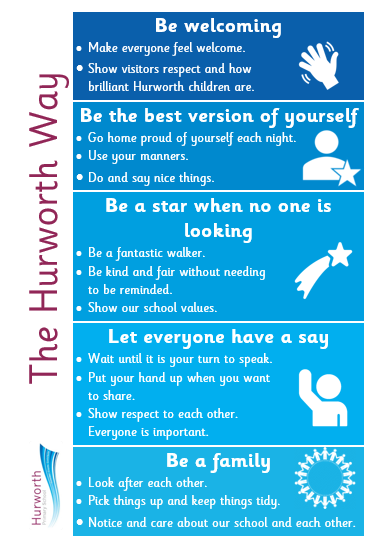 The Hurworth Way
Be welcoming
• Make everyone feel welcome.
• Show visitors respect and how
brilliant Hurworth children are.
Be the best version of yourself
• Go home proud of yourself each night.
• Use your manners.
• Do and say nice things.
Be a star when no one is
looking
• Be a fantastic walker.
• Be kind and fair without needing
to be reminded.
• Show our school values.
Let everyone have a say
• Wait until it is your turn to speak.
• Put your hand up when you want
to share.
• Show respect to each other.
Everyone is important.
Be a family
• Look after each other.
• Pick things up and keep things tidy.
• Notice and care about our school and each other.
Hurworth
Primary School